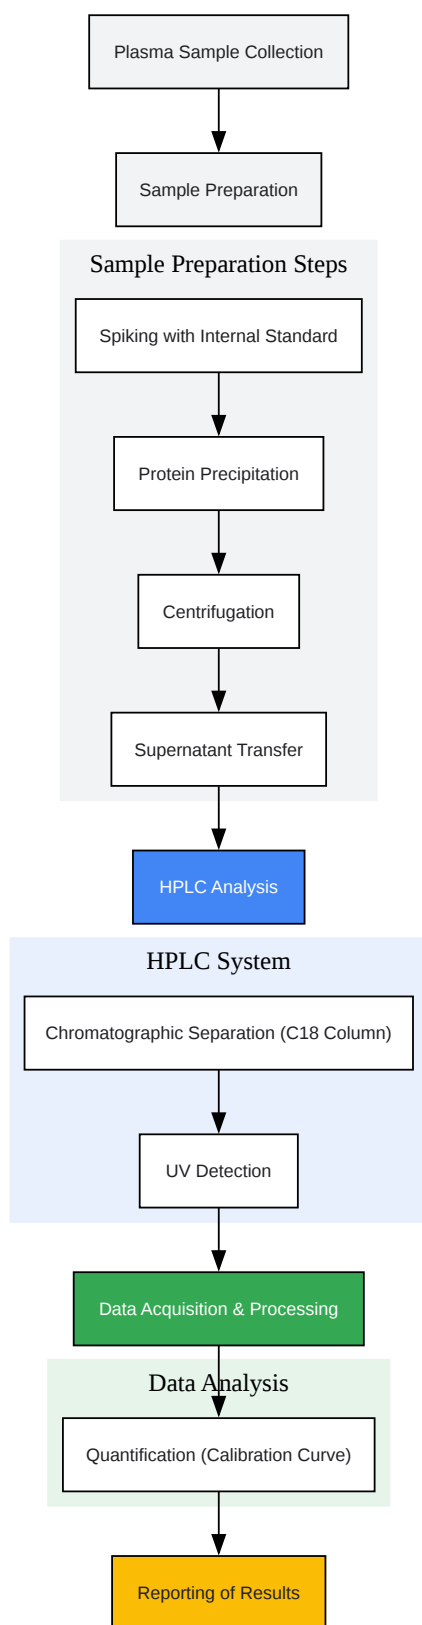 Plasma Sample Collection
Sample Preparation
Sample Preparation Steps
Spiking with Internal Standard
Protein Precipitation
Centrifugation
Supernatant Transfer
HPLC Analysis
HPLC System
Chromatographic Separation (C18 Column)
UV Detection
Data Acquisition & Processing
Data Analysis
Quantification (Calibration Curve)
Reporting of Results